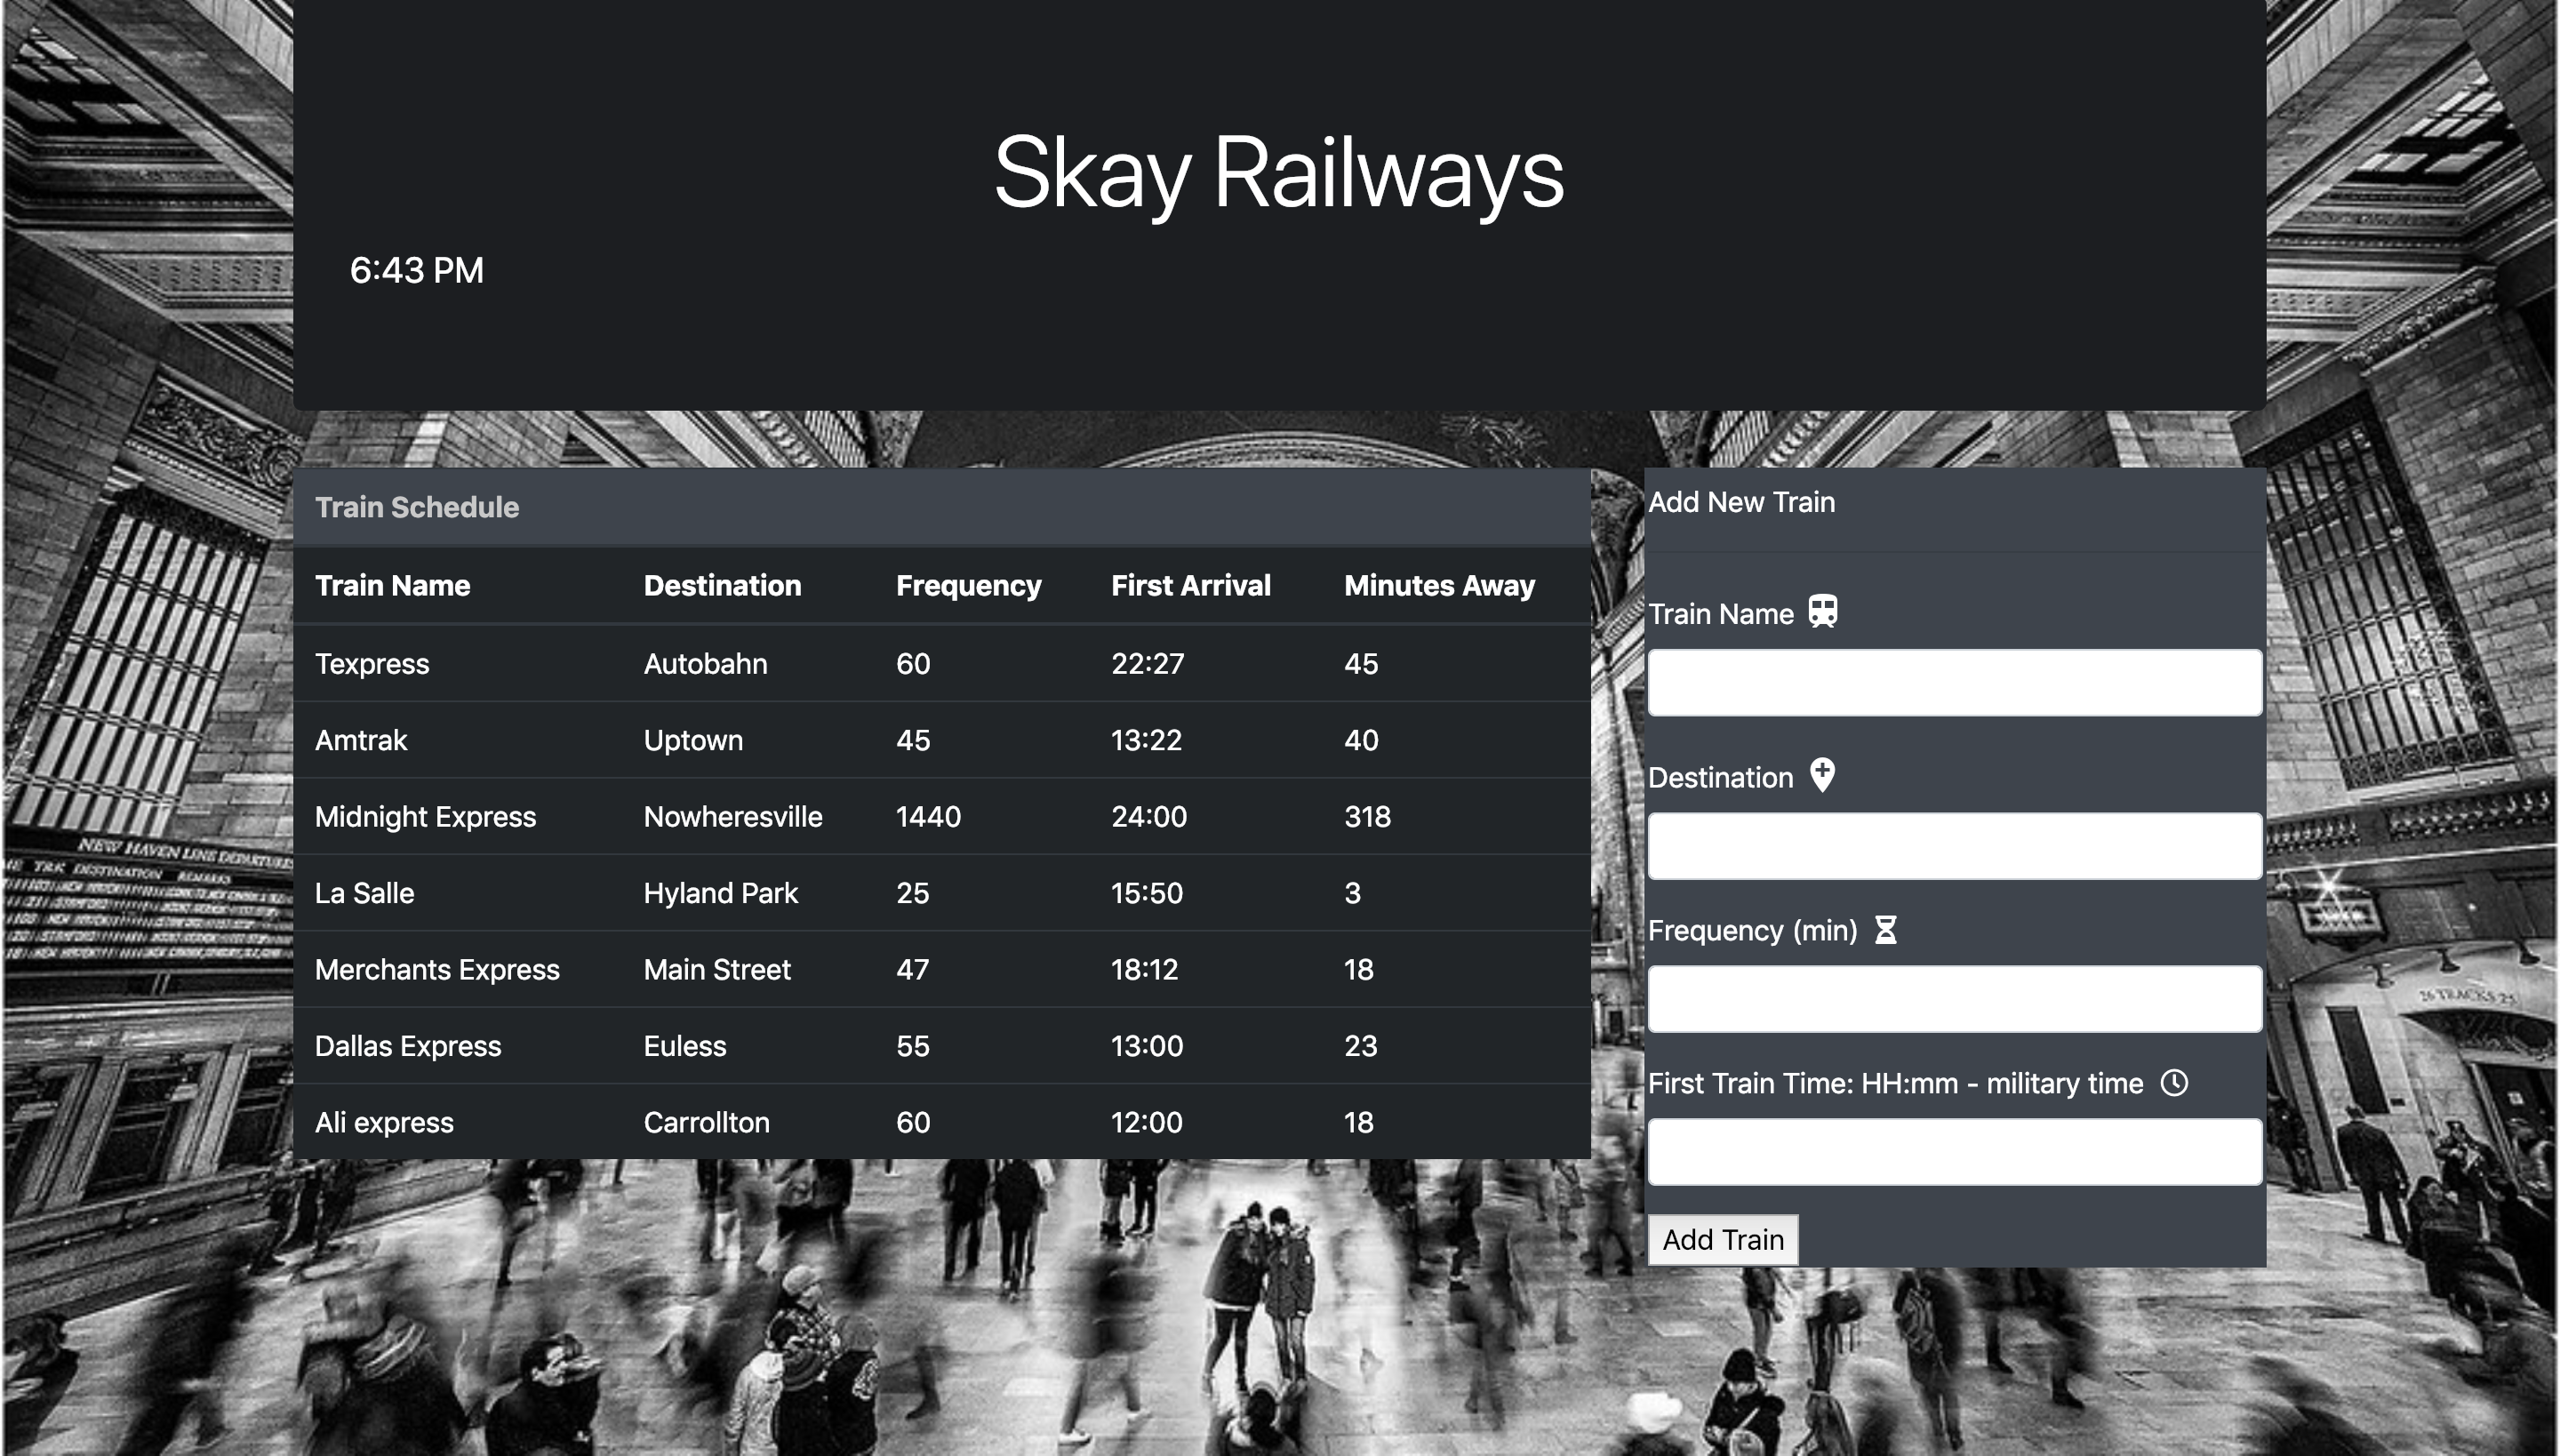 Skay Railways
6:43 PM
Train Schedule
Train Name Destination Frequency First Arrival Minutes Away
Texpress Autobahn 60 22:27 45
Amtrak Uptown 45 13:22 40
Midnight Express Nowheresville 1440 24:00 318
La Salle Hyland Park 25 15:50 3
Merchants Express Main Street 47 18:12 18
Dallas Express Euless 55 13:00 23
Ali express Carrollton 60 12:00 18
Add New Train
Train Name
Destination
Frequency (min)
First Train Time: HH:mm - military time
Add Train
NEW HAVEN LINE DEPARTURES
TRK DESTINATION REMARKS
26 TRACKS 25